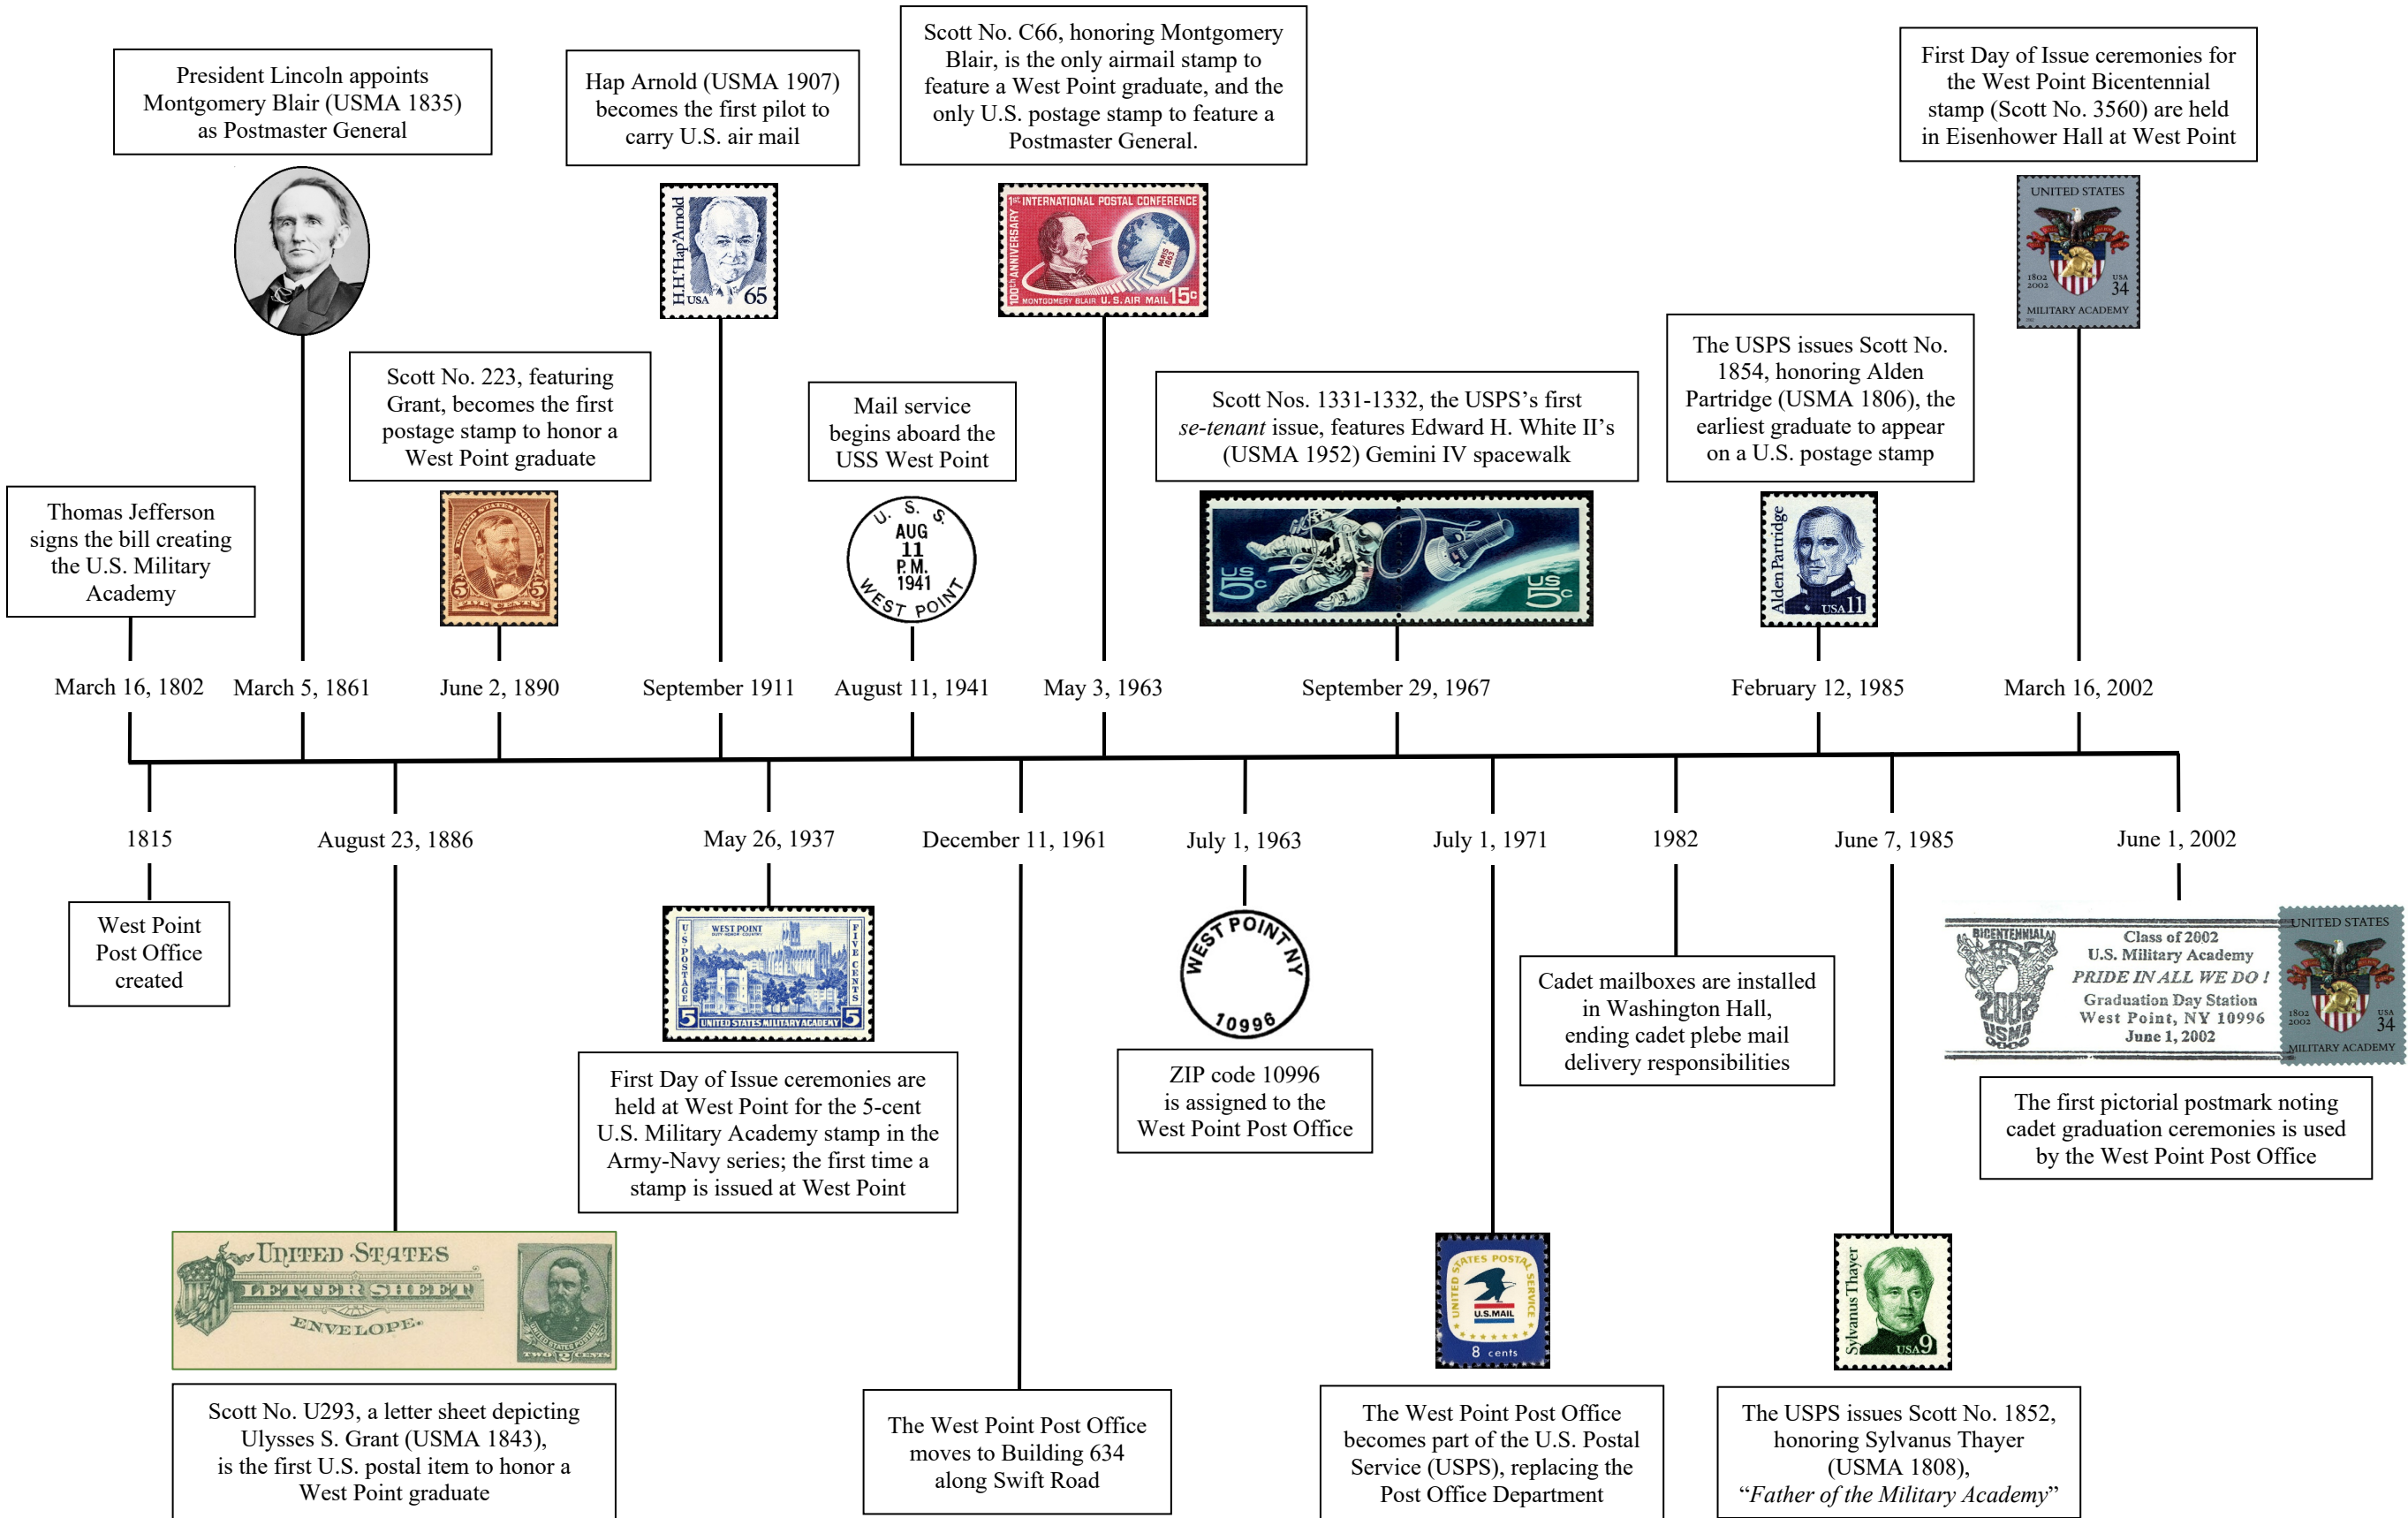 President Lincoln appoints
Montgomery Blair (USMA 1835)
as Postmaster General
Hap Arnold (USMA 1907)
becomes the first pilot to
carry U.S. air mail
Scott No. C66, honoring Montgomery
Blair, is the only airmail stamp to
feature a West Point graduate, and the
only U.S. postage stamp to feature a
Postmaster General.
First Day of Issue ceremonies for
the West Point Bicentennial
stamp (Scott No. 3560) are held
in Eisenhower Hall at West Point
H.H.'Hap'Arnold
USA 65
1st INTERNATIONAL POSTAL CONFERENCE
100th ANNIVERSARY
PARIS
1863
MONTGOMERY BLAIR U.S. AIR MAIL 15c
UNITED STATES
1802
2002
USA
34
MILITARY ACADEMY
Scott No. 223, featuring
Grant, becomes the first
postage stamp to honor a
West Point graduate
Mail service
begins aboard the
USS West Point
Scott Nos. 1331-1332, the USPS’s first
se-tenant issue, features Edward H. White II’s
(USMA 1952) Gemini IV spacewalk
The USPS issues Scott No.
1854, honoring Alden
Partridge (USMA 1806), the
earliest graduate to appear
on a U.S. postage stamp
Thomas Jefferson
signs the bill creating
the U.S. Military
Academy
UNITED STATES POSTAGE
5 5
FIVE CENTS
U. S. S.
AUG
11
P.M.
1941
WEST POINT
US
5c
US
5c
Alden Partridge
USA 11
March 16, 1802 March 5, 1861 June 2, 1890 September 1911 August 11, 1941 May 3, 1963 September 29, 1967 February 12, 1985 March 16, 2002
1815 August 23, 1886 May 26, 1937 December 11, 1961 July 1, 1963 July 1, 1971 1982 June 7, 1985 June 1, 2002
West Point
Post Office
created
U.S. POSTAGE
WEST POINT
DUTY HONOR COUNTRY
FIVE CENTS
5 UNITED STATES MILITARY ACADEMY 5
First Day of Issue ceremonies are
held at West Point for the 5-cent
U.S. Military Academy stamp in the
Army-Navy series; the first time a
stamp is issued at West Point
WEST POINT NY
10996
ZIP code 10996
is assigned to the
West Point Post Office
Cadet mailboxes are installed
in Washington Hall,
ending cadet plebe mail
delivery responsibilities
BICENTENNIAL
2002
USMA
Class of 2002
U.S. Military Academy
PRIDE IN ALL WE DO !
Graduation Day Station
West Point, NY 10996
June 1, 2002
UNITED STATES
1802
2002
USA
34
MILITARY ACADEMY
The first pictorial postmark noting
cadet graduation ceremonies is used
by the West Point Post Office
UNITED STATES
LETTER SHEET
ENVELOPE.
UNITED STATES POSTAGE
TWO 2 CENTS
Scott No. U293, a letter sheet depicting
Ulysses S. Grant (USMA 1843),
is the first U.S. postal item to honor a
West Point graduate
The West Point Post Office
moves to Building 634
along Swift Road
UNITED STATES POSTAL SERVICE
U.S.MAIL
8 cents
The West Point Post Office
becomes part of the U.S. Postal
Service (USPS), replacing the
Post Office Department
Sylvanus Thayer
USA 9
The USPS issues Scott No. 1852,
honoring Sylvanus Thayer
(USMA 1808),
“Father of the Military Academy”